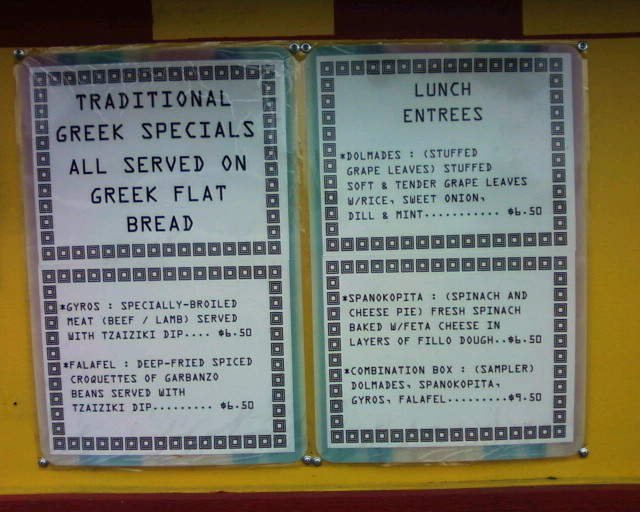 TRADITIONAL
GREEK SPECIALS
ALL SERVED ON
GREEK FLAT
BREAD
*GYROS : SPECIALLY-BROILED
MEAT (BEEF / LAMB) SERVED
WITH TZAIZIKI DIP.... $6.50
*FALAFEL : DEEP-FRIED SPICED
CROQUETTES OF GARBANZO
BEANS SERVED WITH
TZAIZIKI DIP......... $6.50
LUNCH
ENTREES
*DOLMADES : (STUFFED
GRAPE LEAVES) STUFFED
SOFT & TENDER GRAPE LEAVES
W/RICE, SWEET ONION,
DILL & MINT........... $6.50
*SPANOKOPITA : (SPINACH AND
CHEESE PIE) FRESH SPINACH
BAKED W/FETA CHEESE IN
LAYERS OF FILLO DOUGH..$6.50
*COMBINATION BOX : (SAMPLER)
DOLMADES, SPANOKOPITA,
GYROS, FALAFEL.........$9.50